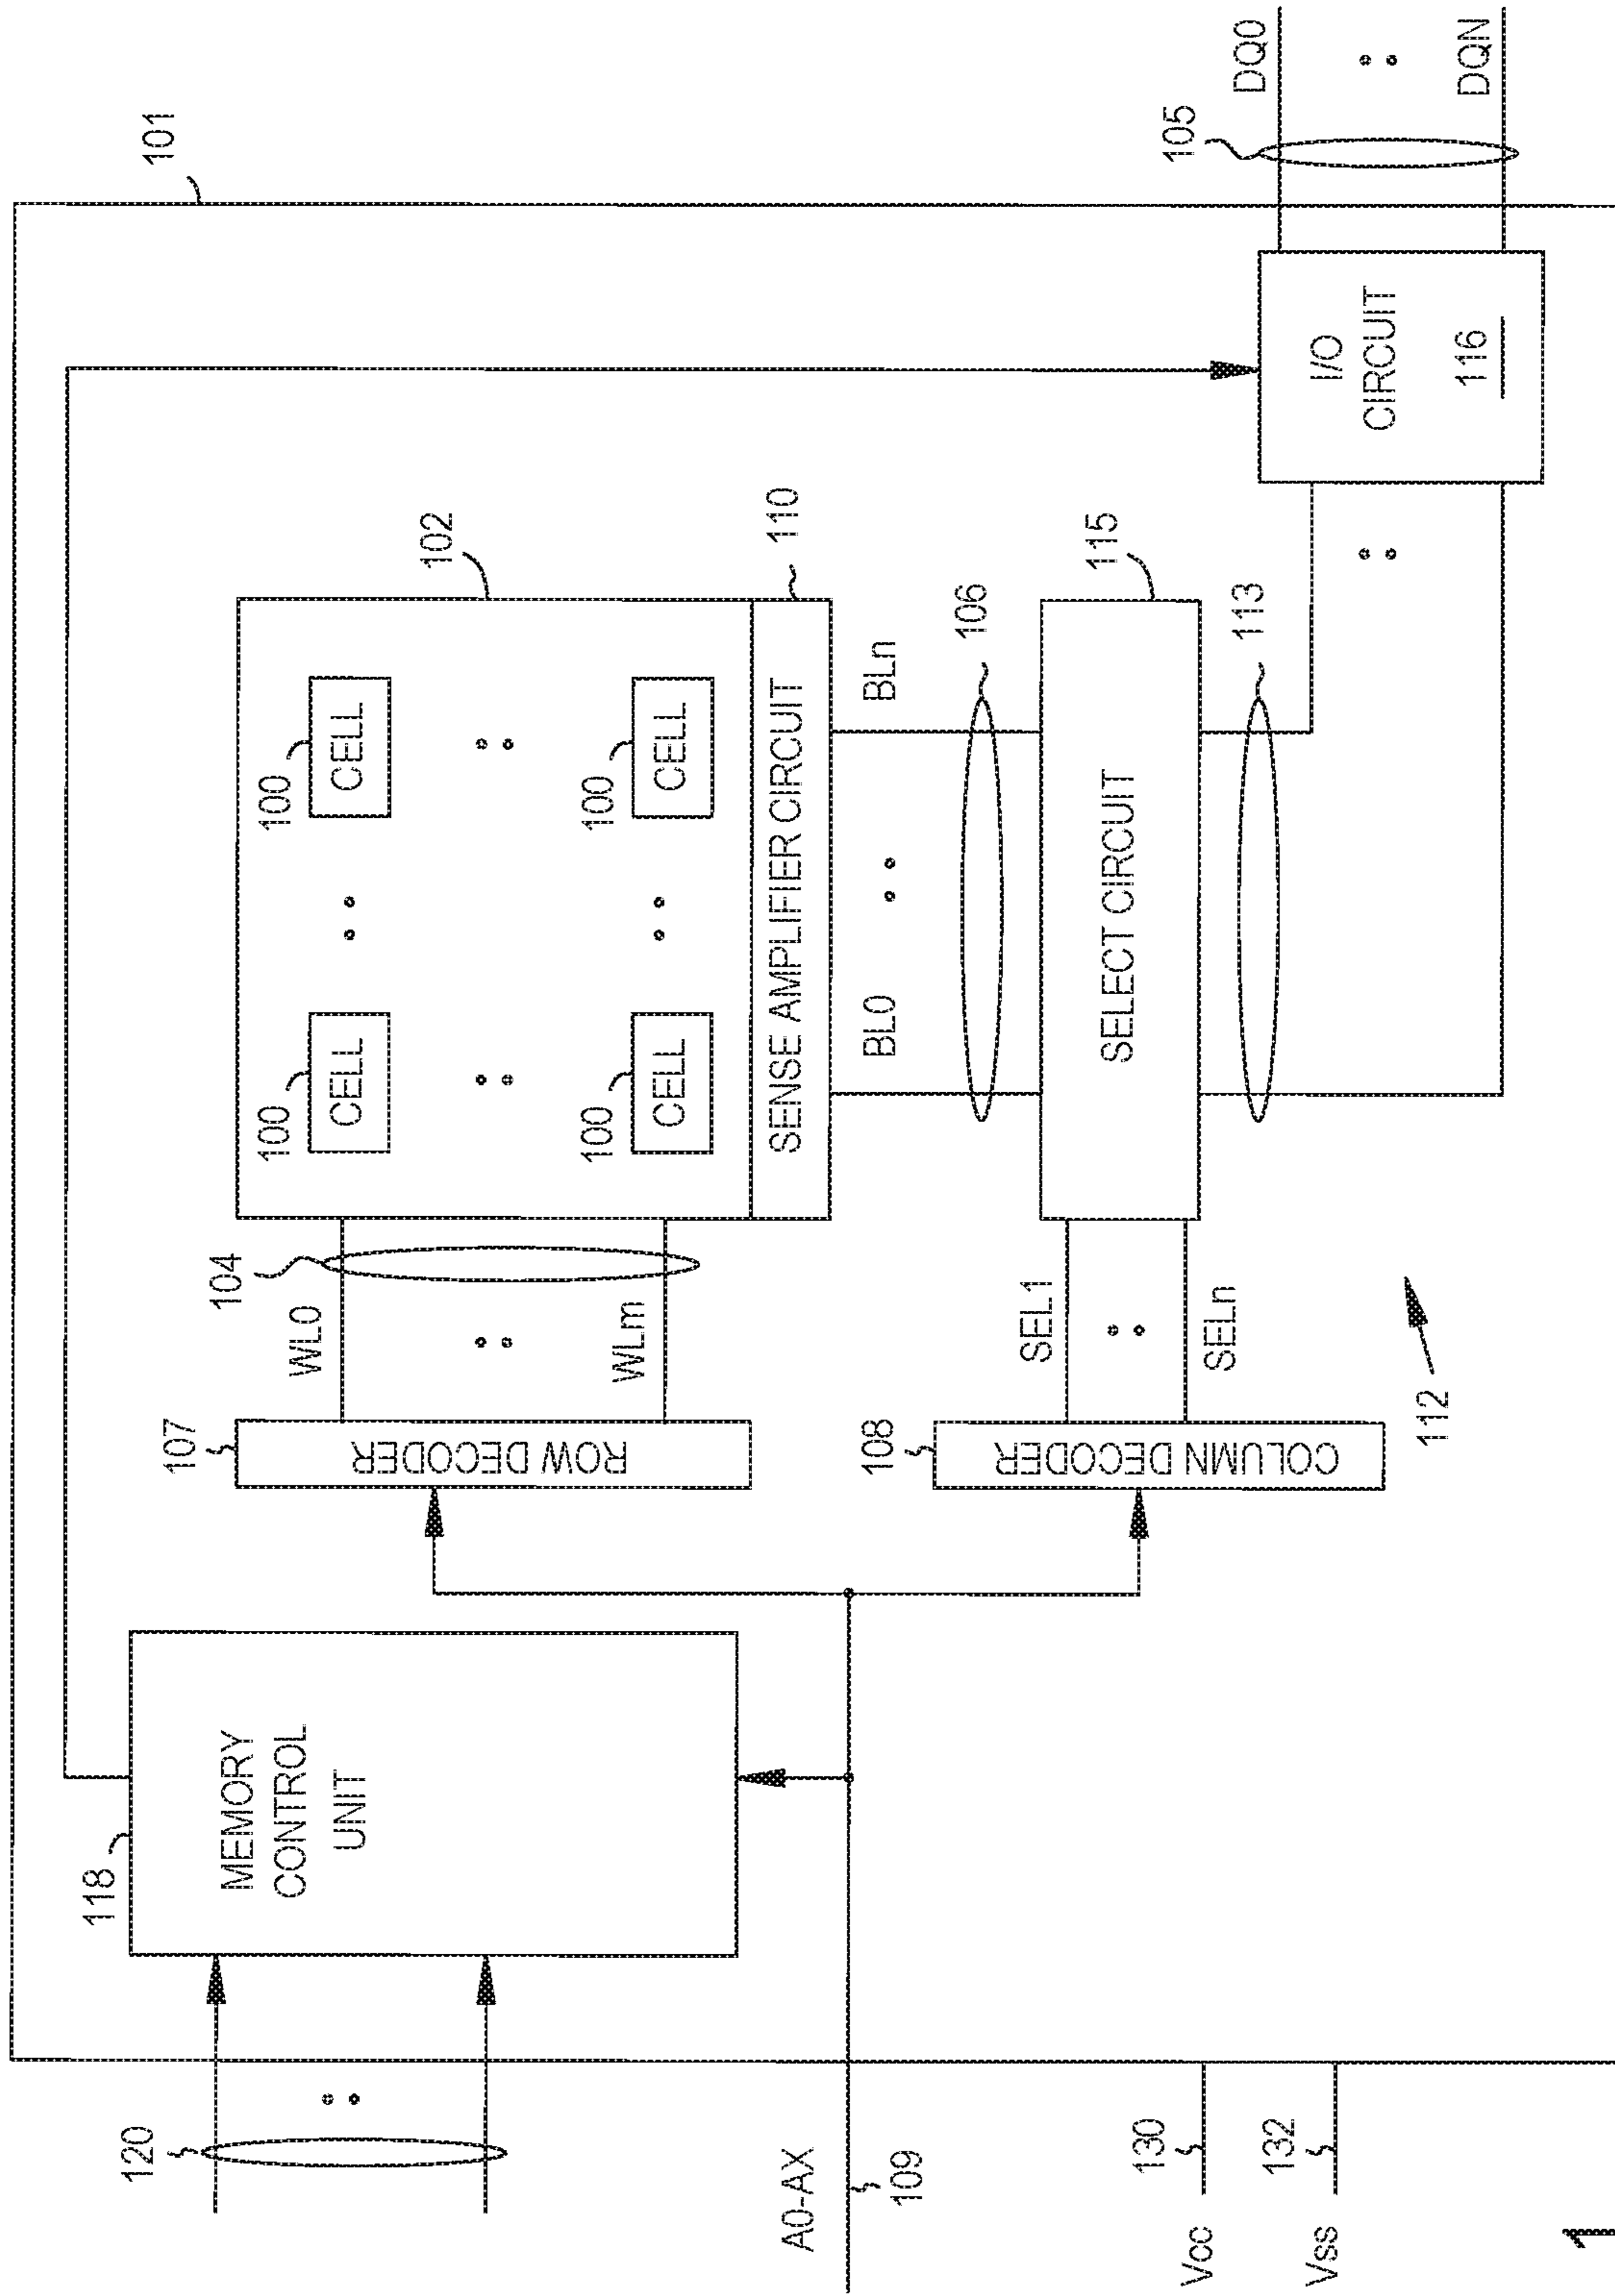 101
118
MEMORY
CONTROL
UNIT
120
A0-AX
109
107
ROW DECODER
104
WL0
WLm
102
100
CELL
100
CELL
100
CELL
100
CELL
SENSE AMPLIFIER CIRCUIT
110
BL0
BLn
106
108
COLUMN DECODER
SEL1
SELn
SELECT CIRCUIT
115
113
112
I/O
CIRCUIT
116
105
DQ0
DQN
Vcc
130
Vss
132
1